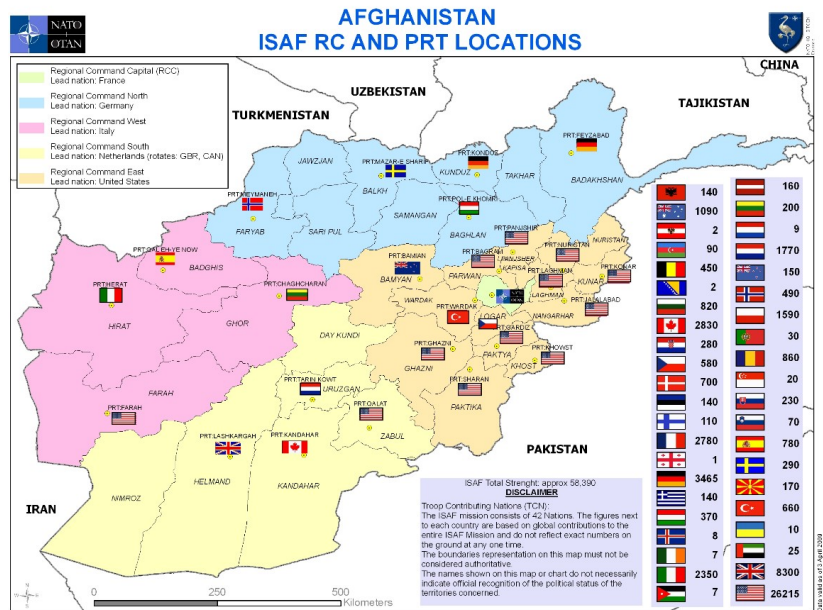 AFGHANISTAN
ISAF RC AND PRT LOCATIONS
NATO
OTAN
Regional Command Capital (RCC)
Lead nation: France
Regional Command North
Lead nation: Germany
Regional Command West
Lead nation: Italy
Regional Command South
Lead nation: Netherlands (rotates: GBR, CAN)
Regional Command East
Lead nation: United States
CHINA
UZBEKISTAN
TAJIKISTAN
TURKMENISTAN
PRT:FEYZABAD
PRT:KONDOZ
PRT:MAZAR-E SHARIF
JAWZJAN
BALKH
KUNDUZ
TAKHAR
BADAKHSHAN
PRT:MEYMANEH
PRT:POL-E KHOMRI
SAMANGAN
FARYAB
SARI PUL
BAGHLAN
PRT:PANJSHIR
NURISTAN
PRT:NURISTAN
PRT:QALEH-YE NOW
BADGHIS
PRT:BAMIAN
PRT:BAGRAM
PANJSHER
KAPISA
PRT:LAGHMAN
PARWAN
BAMYAN
KUNAR
PRT:KONAR
PRT:HERAT
PRT:CHAGHCHARAN
WARDAK
LAGHMAN
PRT:JALALABAD
PRT:WARDAK
LOGAR
NANGARHAR
HIRAT
GHOR
DAY KUNDI
PRT:GARDIZ
PRT:GHAZNI
PAKTYA
PRT:KHOWST
GHAZNI
KHOST
PRT:TARIN KOWT
URUZGAN
PRT:SHARAN
FARAH
PRT:FARAH
PRT:QALAT
PAKTIKA
PRT:LASHKARGAH
PRT:KANDAHAR
ZABUL
PAKISTAN
HELMAND
KANDAHAR
NIMROZ
IRAN
ISAF Total Strenght: approx 58,390
DISCLAIMER
Troop Contributing Nations (TCN):
The ISAF mission consists of 42 Nations. The figures next
to each country are based on global contributions to the
entire ISAF Mission and do not reflect exact numbers on
the ground at any one time.
The boundaries representation on this map must not be
considered authoritative.
The names shown on this map or chart do not necessarily
indicate official recognition of the political status of the
territories concerned.
0 250 500
Kilometers
140
1090
2
90
450
2
820
2830
280
580
700
140
110
2780
1
3465
140
370
8
7
2350
7
160
200
9
1770
150
490
1590
30
860
20
230
70
780
290
170
660
10
25
8300
26215
Data valid as of 3 April 2009